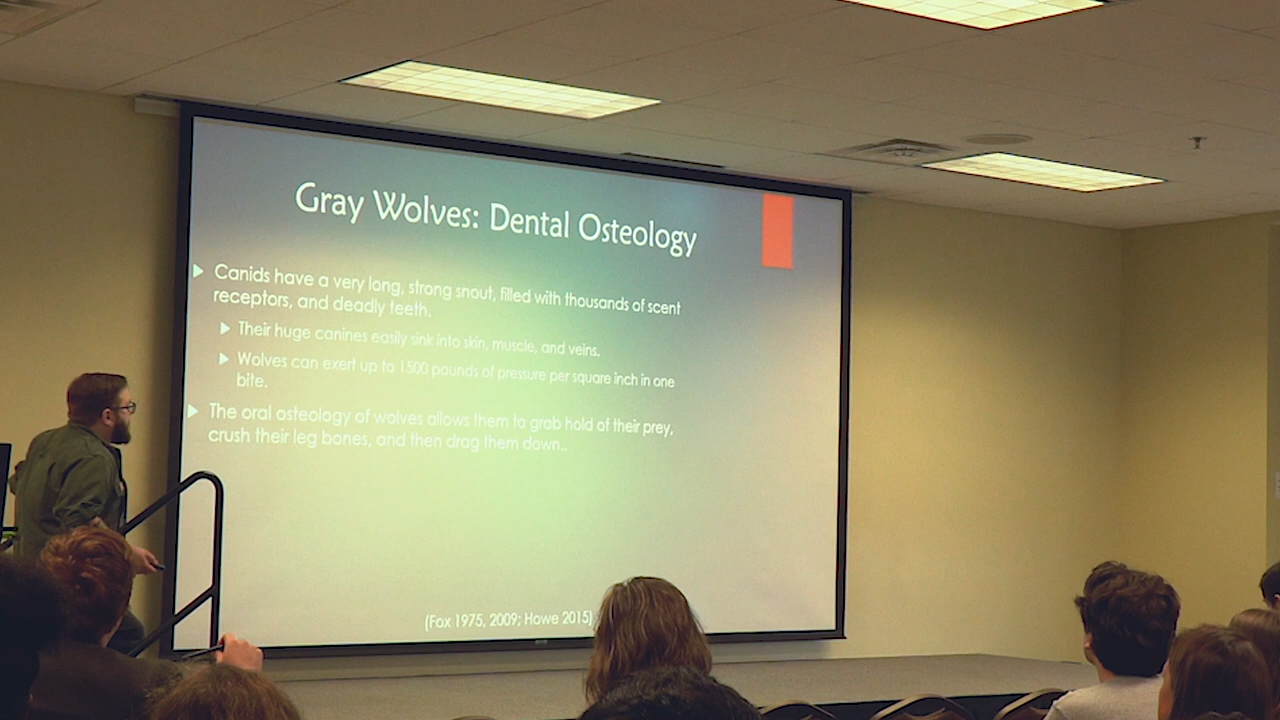 Gray Wolves: Dental Osteology
Canids have a very long, strong snout, filled with thousands of scent
receptors, and deadly teeth.
Their huge canines easily sink into skin, muscle, and veins.
Wolves can exert up to 1500 pounds of pressure per square inch in one
bite.
The oral osteology of wolves allows them to grab hold of their prey,
crush their leg bones, and then drag them down..
(Fox 1975, 2009; Howe 2015)